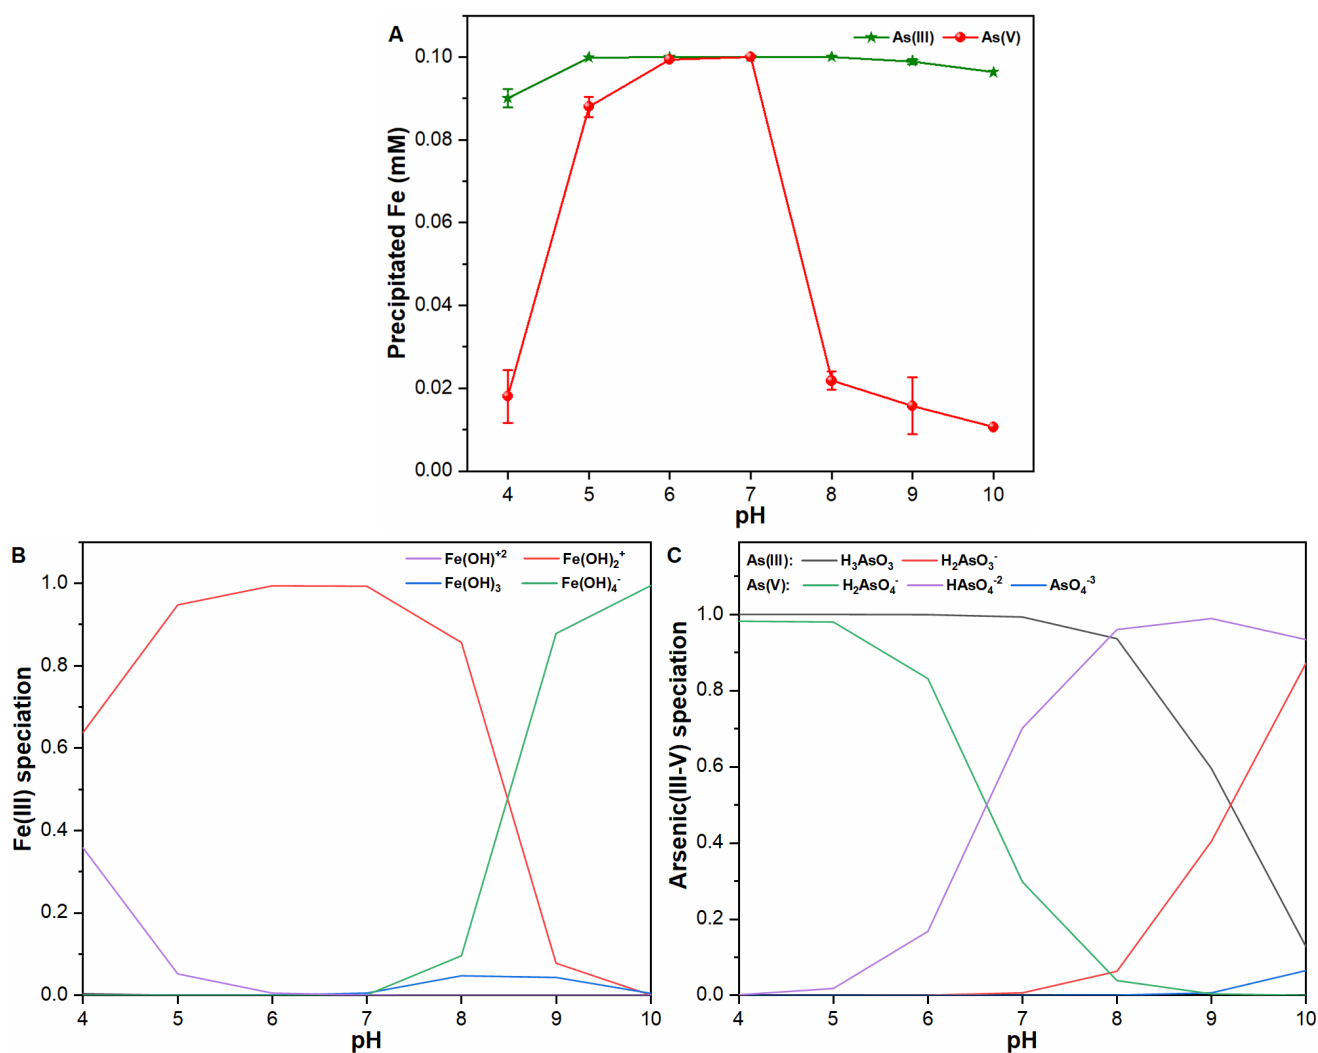 A
As(III) As(V)
0.10
0.08
0.06
0.04
0.02
0.00
Precipitated Fe (mM)
4 5 6 7 8 9 10
pH
B
Fe(OH)⁺² Fe(OH)₂⁺
Fe(OH)₃ Fe(OH)₄⁻
1.0
0.8
0.6
0.4
0.2
0.0
Fe(III) speciation
4 5 6 7 8 9 10
pH
C
As(III): H₃AsO₃ H₂AsO₃⁻
As(V): H₂AsO₄⁻ HAsO₄⁻² AsO₄⁻³
1.0
0.8
0.6
0.4
0.2
0.0
Arsenic(III-V) speciation
4 5 6 7 8 9 10
pH